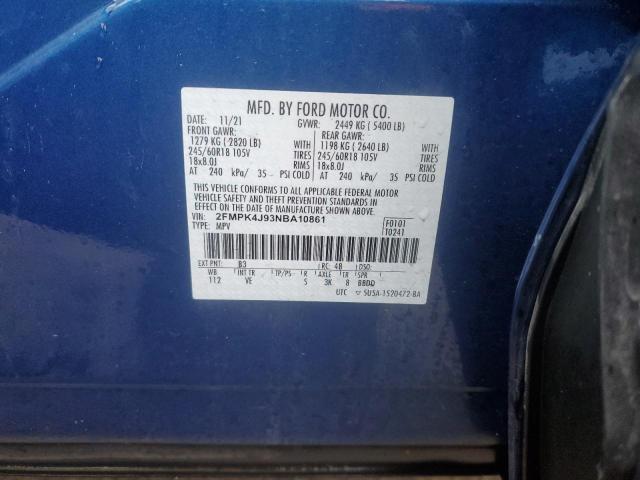 MFD. BY FORD MOTOR CO.
DATE: 11/21 GVWR: 2449 KG ( 5400 LB)
FRONT GAWR: REAR GAWR:
1279 KG ( 2820 LB) WITH 1198 KG ( 2640 LB) WITH
245/60R18 105V TIRES 245/60R18 105V TIRES
18x8.0J RIMS 18x8.0J RIMS
AT 240 kPa/ 35 PSI COLD AT 240 kPa/ 35 PSI COLD
THIS VEHICLE CONFORMS TO ALL APPLICABLE FEDERAL MOTOR
VEHICLE SAFETY AND THEFT PREVENTION STANDARDS IN EFFECT
ON THE DATE OF MANUFACTURE SHOWN ABOVE.
VIN: 2FMPK4J93NBA10861 F0101
TYPE: MPV T0241
EXT PNT: B3 RC: 48 DSO:
WB INT TR TP/PS R AXLE TR SPR
112 VE S 3K 8 BBDD
UTC ▽ 5U5A-1520472-BA